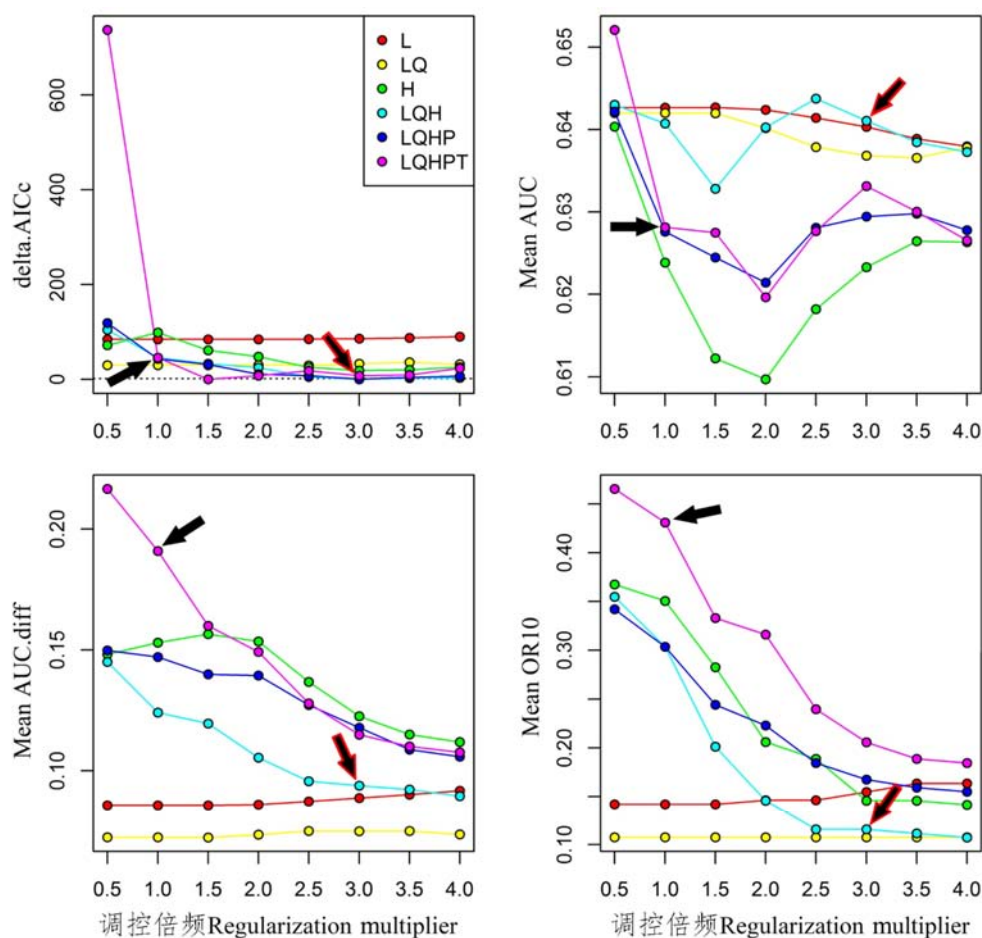 delta.AICc
600
400
200
0
L
LQ
H
LQH
LQHP
LQHPT
0.5 1.0 1.5 2.0 2.5 3.0 3.5 4.0
Mean AUC
0.65
0.64
0.63
0.62
0.61
0.5 1.0 1.5 2.0 2.5 3.0 3.5 4.0
Mean AUC.diff
0.20
0.15
0.10
0.5 1.0 1.5 2.0 2.5 3.0 3.5 4.0
调控倍频Regularization multiplier
Mean OR10
0.40
0.30
0.20
0.10
0.5 1.0 1.5 2.0 2.5 3.0 3.5 4.0
调控倍频Regularization multiplier